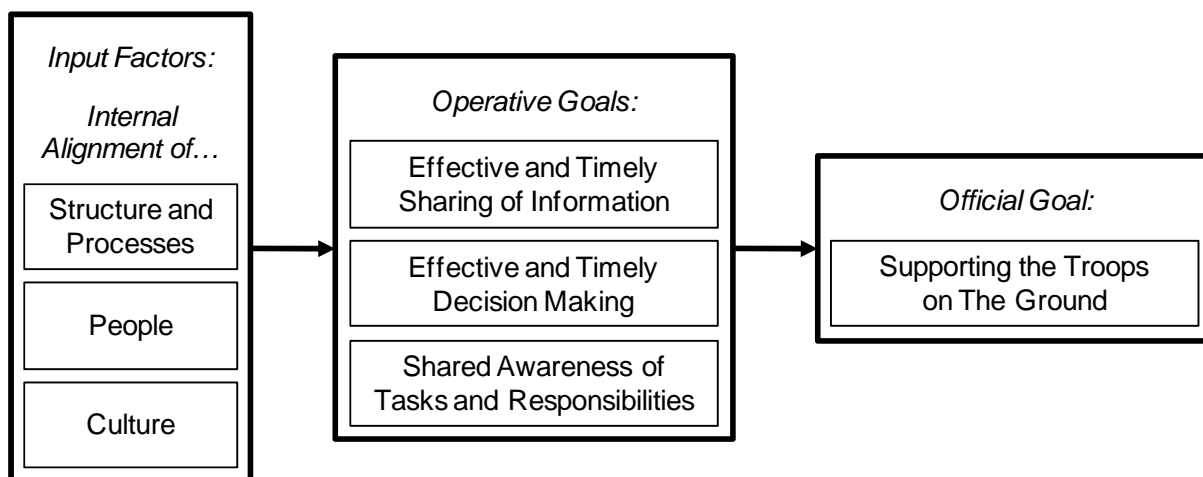 Input Factors:
Internal
Alignment of…
Structure and
Processes
People
Culture
Operative Goals:
Effective and Timely
Sharing of Information
Effective and Timely
Decision Making
Shared Awareness of
Tasks and Responsibilities
Official Goal:
Supporting the Troops
on The Ground